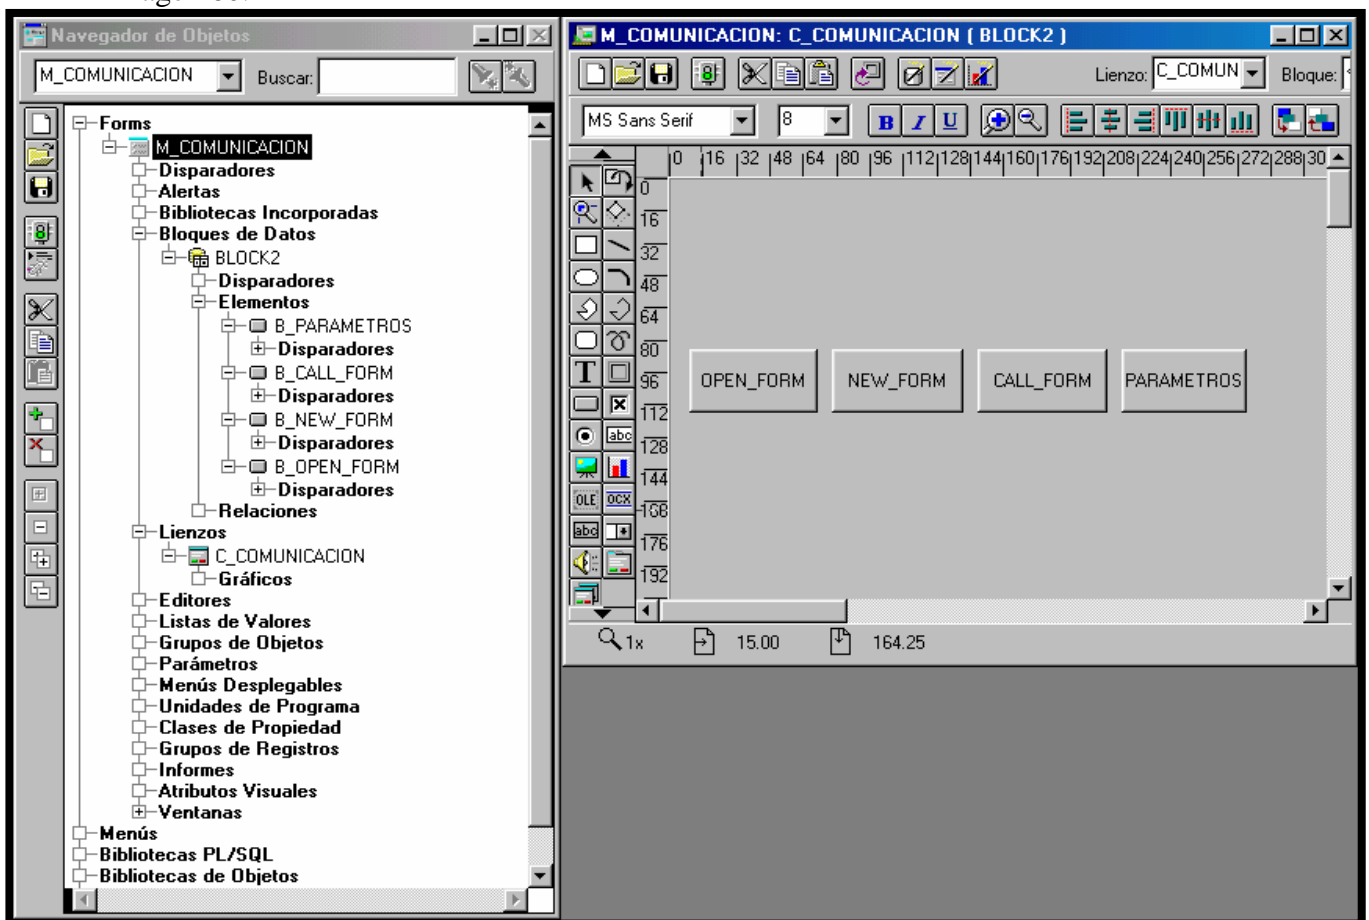 Navegador de Objetos
M_COMUNICACION Buscar:
Forms
M_COMUNICACION
Disparadores
Alertas
Bibliotecas Incorporadas
Bloques de Datos
BLOCK2
Disparadores
Elementos
B_PARAMETROS
Disparadores
B_CALL_FORM
Disparadores
B_NEW_FORM
Disparadores
B_OPEN_FORM
Disparadores
Relaciones
Lienzos
C_COMUNICACION
Gráficos
Editores
Listas de Valores
Grupos de Objetos
Parámetros
Menús Desplegables
Unidades de Programa
Clases de Propiedad
Grupos de Registros
Informes
Atributos Visuales
Ventanas
Menús
Bibliotecas PL/SQL
Bibliotecas de Objetos
M_COMUNICACION: C_COMUNICACION ( BLOCK2 )
Lienzo: C_COMUN Bloque:
MS Sans Serif 8 B I U
0 16 32 48 64 80 96 112 128 144 160 176 192 208 224 240 256 272 288 30
0
16
32
48
64
80
96
112
128
144
176
192
T
abc
OLE OCX
abc
OPEN_FORM NEW_FORM CALL_FORM PARAMETROS
1x 15.00 164.25